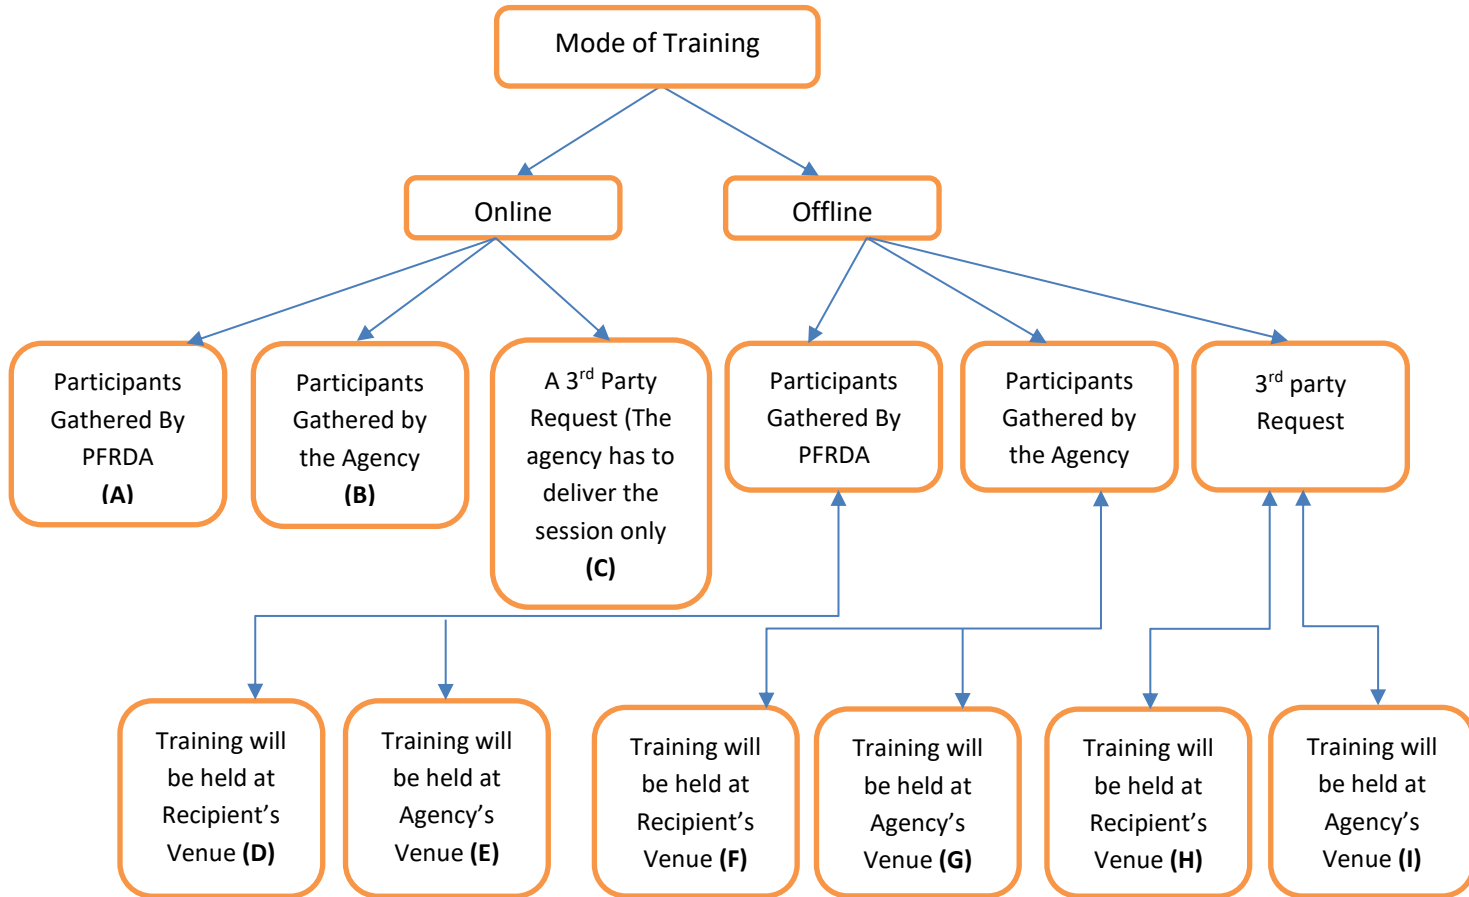 Mode of Training
Online
Offline
Participants
Gathered By
PFRDA
(A)
Participants
Gathered by
the Agency
(B)
A 3rd Party
Request (The
agency has to
deliver the
session only
(C)
Participants
Gathered By
PFRDA
Participants
Gathered by
the Agency
3rd party
Request
Training will
be held at
Recipient’s
Venue (D)
Training will
be held at
Agency’s
Venue (E)
Training will
be held at
Recipient’s
Venue (F)
Training will
be held at
Agency’s
Venue (G)
Training will
be held at
Recipient’s
Venue (H)
Training will
be held at
Agency’s
Venue (I)